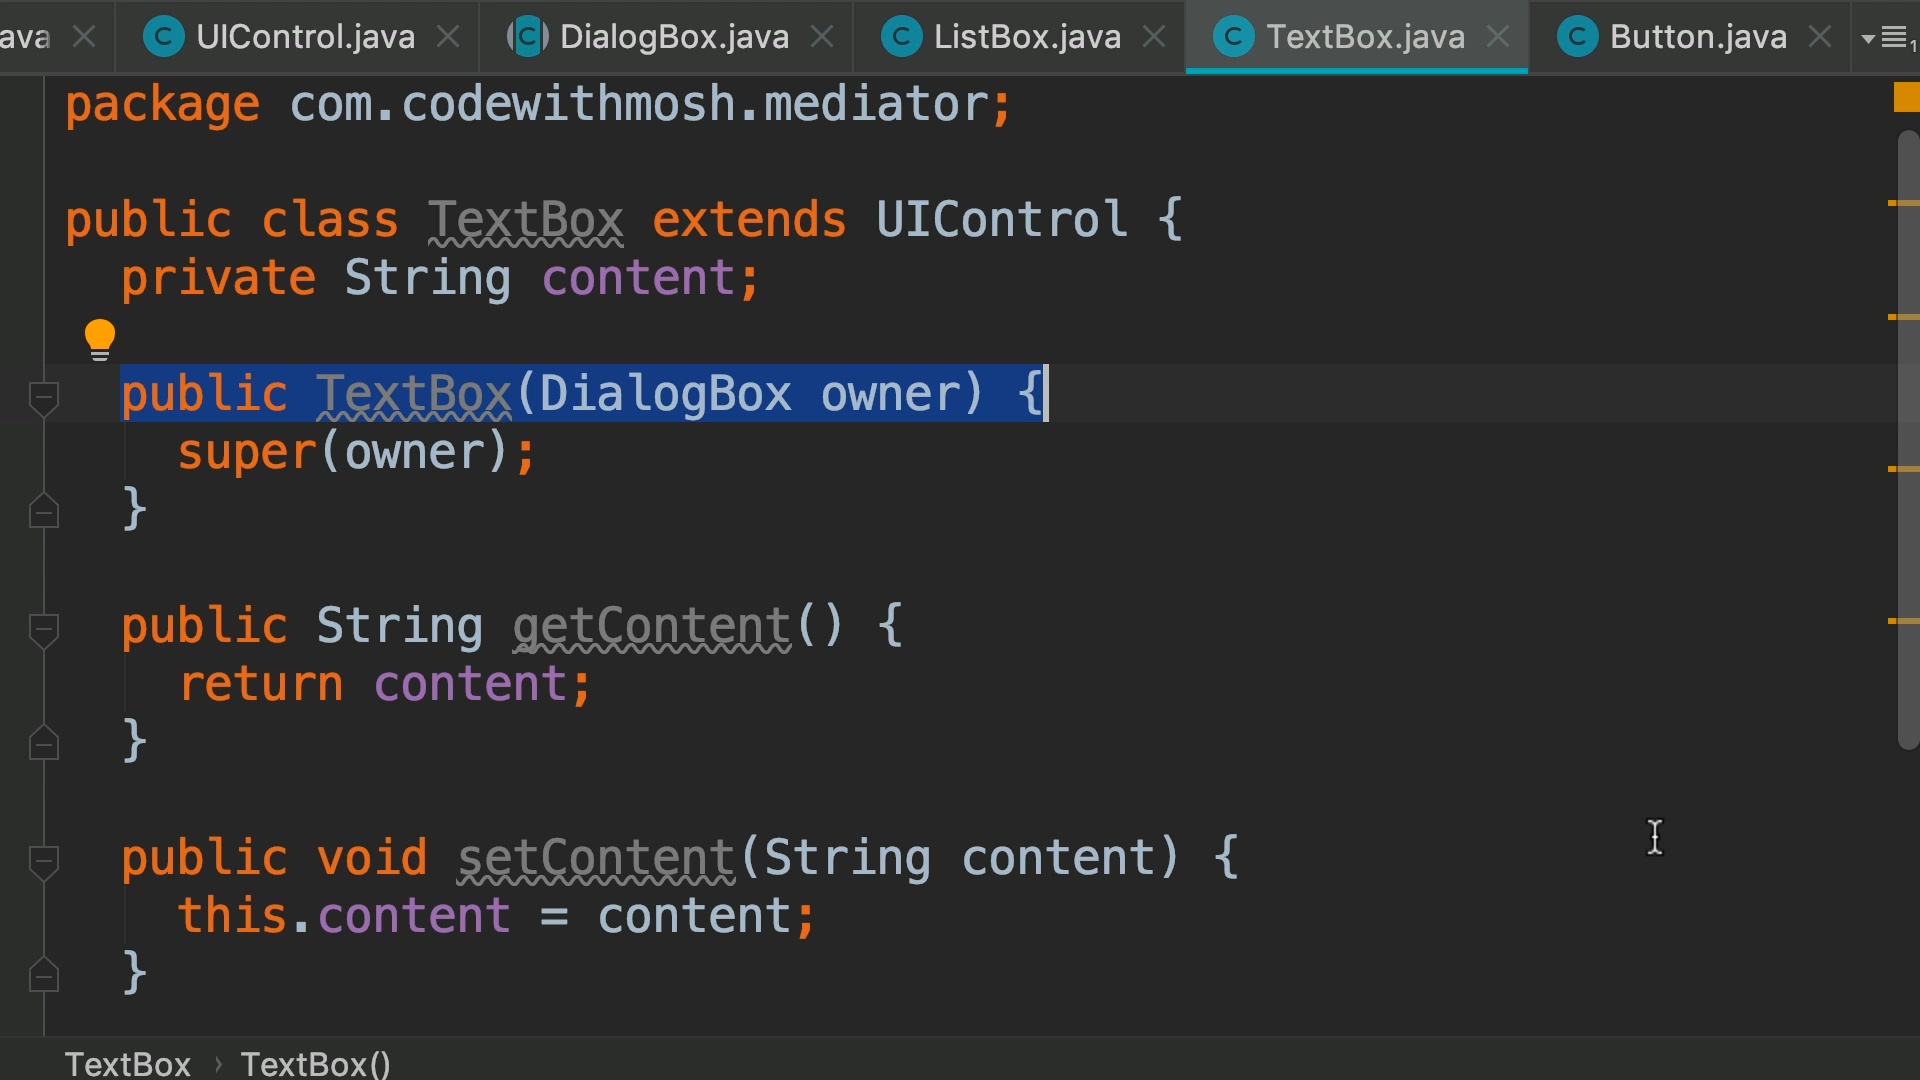 ava
UIControl.java
DialogBox.java
ListBox.java
TextBox.java
Button.java
1
package com.codewithmosh.mediator;
public class TextBox extends UIControl {
private String content;
public TextBox(DialogBox owner) {
super(owner);
}
public String getContent() {
return content;
}
public void setContent(String content) {
this.content = content;
}
TextBox › TextBox()